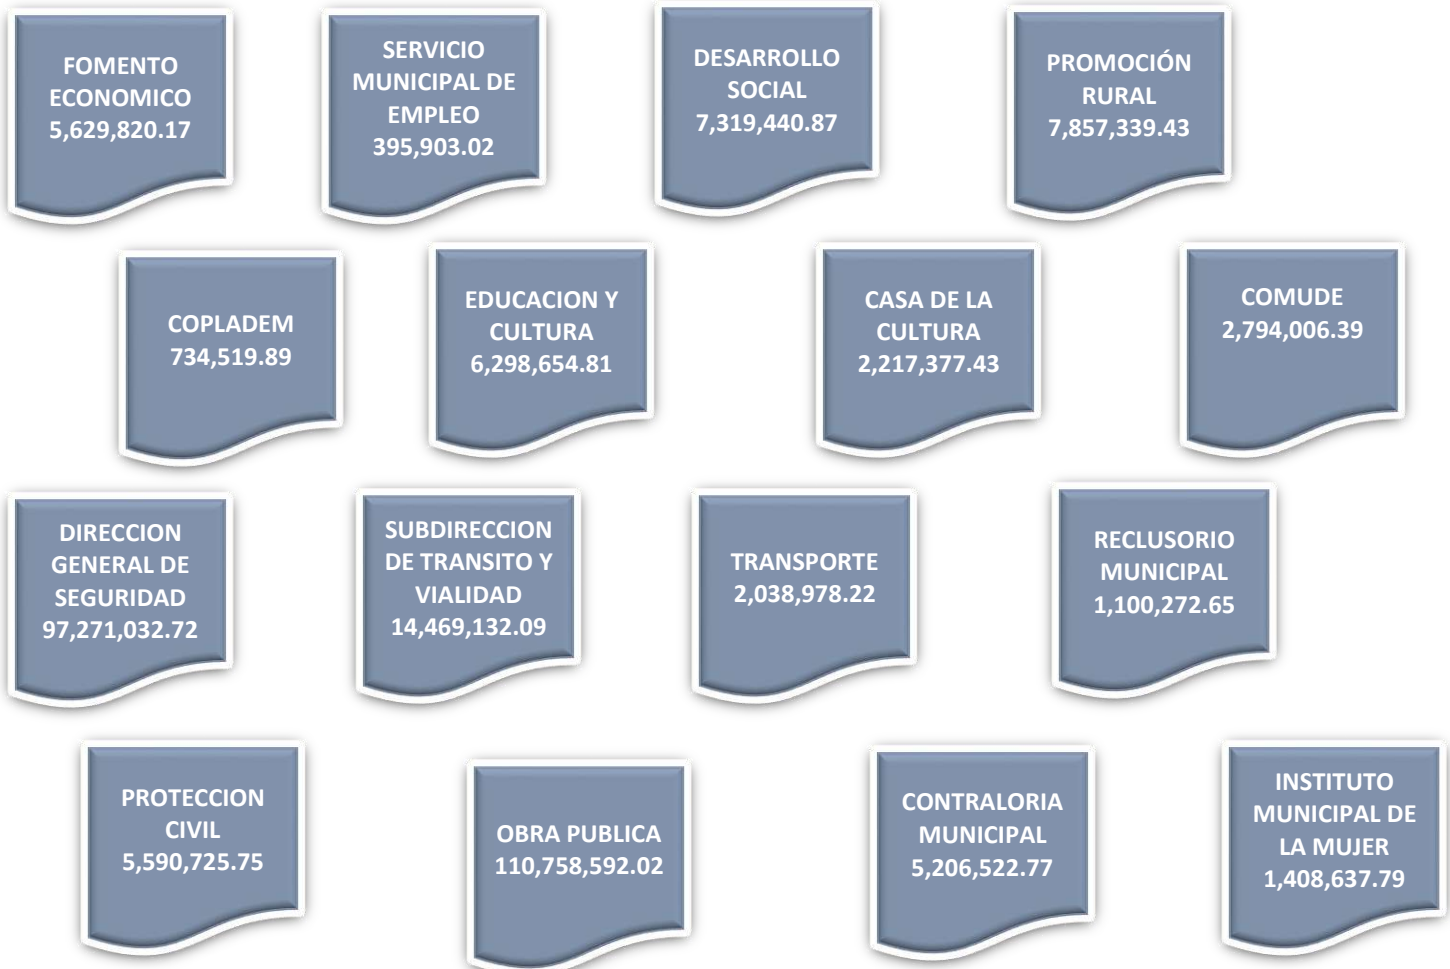 FOMENTO
ECONOMICO
5,629,820.17
SERVICIO
MUNICIPAL DE
EMPLEO
395,903.02
DESARROLLO
SOCIAL
7,319,440.87
PROMOCIÓN
RURAL
7,857,339.43
COPLADEM
734,519.89
EDUCACION Y
CULTURA
6,298,654.81
CASA DE LA
CULTURA
2,217,377.43
COMUDE
2,794,006.39
DIRECCION
GENERAL DE
SEGURIDAD
97,271,032.72
SUBDIRECCION
DE TRANSITO Y
VIALIDAD
14,469,132.09
TRANSPORTE
2,038,978.22
RECLUSORIO
MUNICIPAL
1,100,272.65
PROTECCION
CIVIL
5,590,725.75
OBRA PUBLICA
110,758,592.02
CONTRALORIA
MUNICIPAL
5,206,522.77
INSTITUTO
MUNICIPAL DE
LA MUJER
1,408,637.79